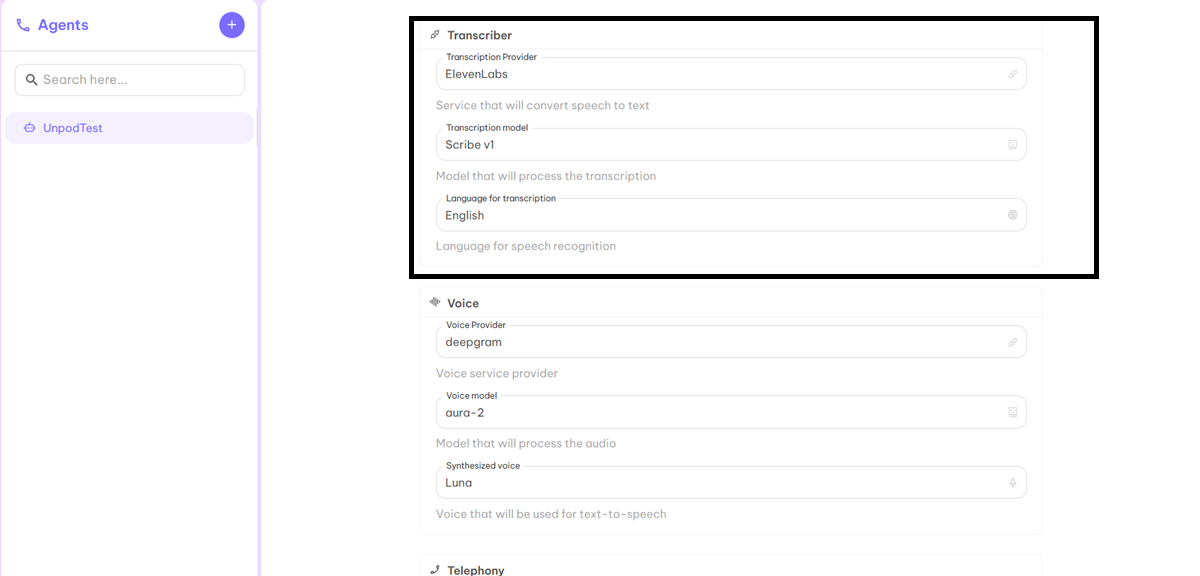 Agents
+
Search here...
UnpodTest
Transcriber
Transcription Provider
ElevenLabs
Service that will convert speech to text
Transcription model
Scribe v1
Model that will process the transcription
Language for transcription
English
Language for speech recognition
Voice
Voice Provider
deepgram
Voice service provider
Voice model
aura-2
Model that will process the audio
Synthesized voice
Luna
Voice that will be used for text-to-speech
Telephony